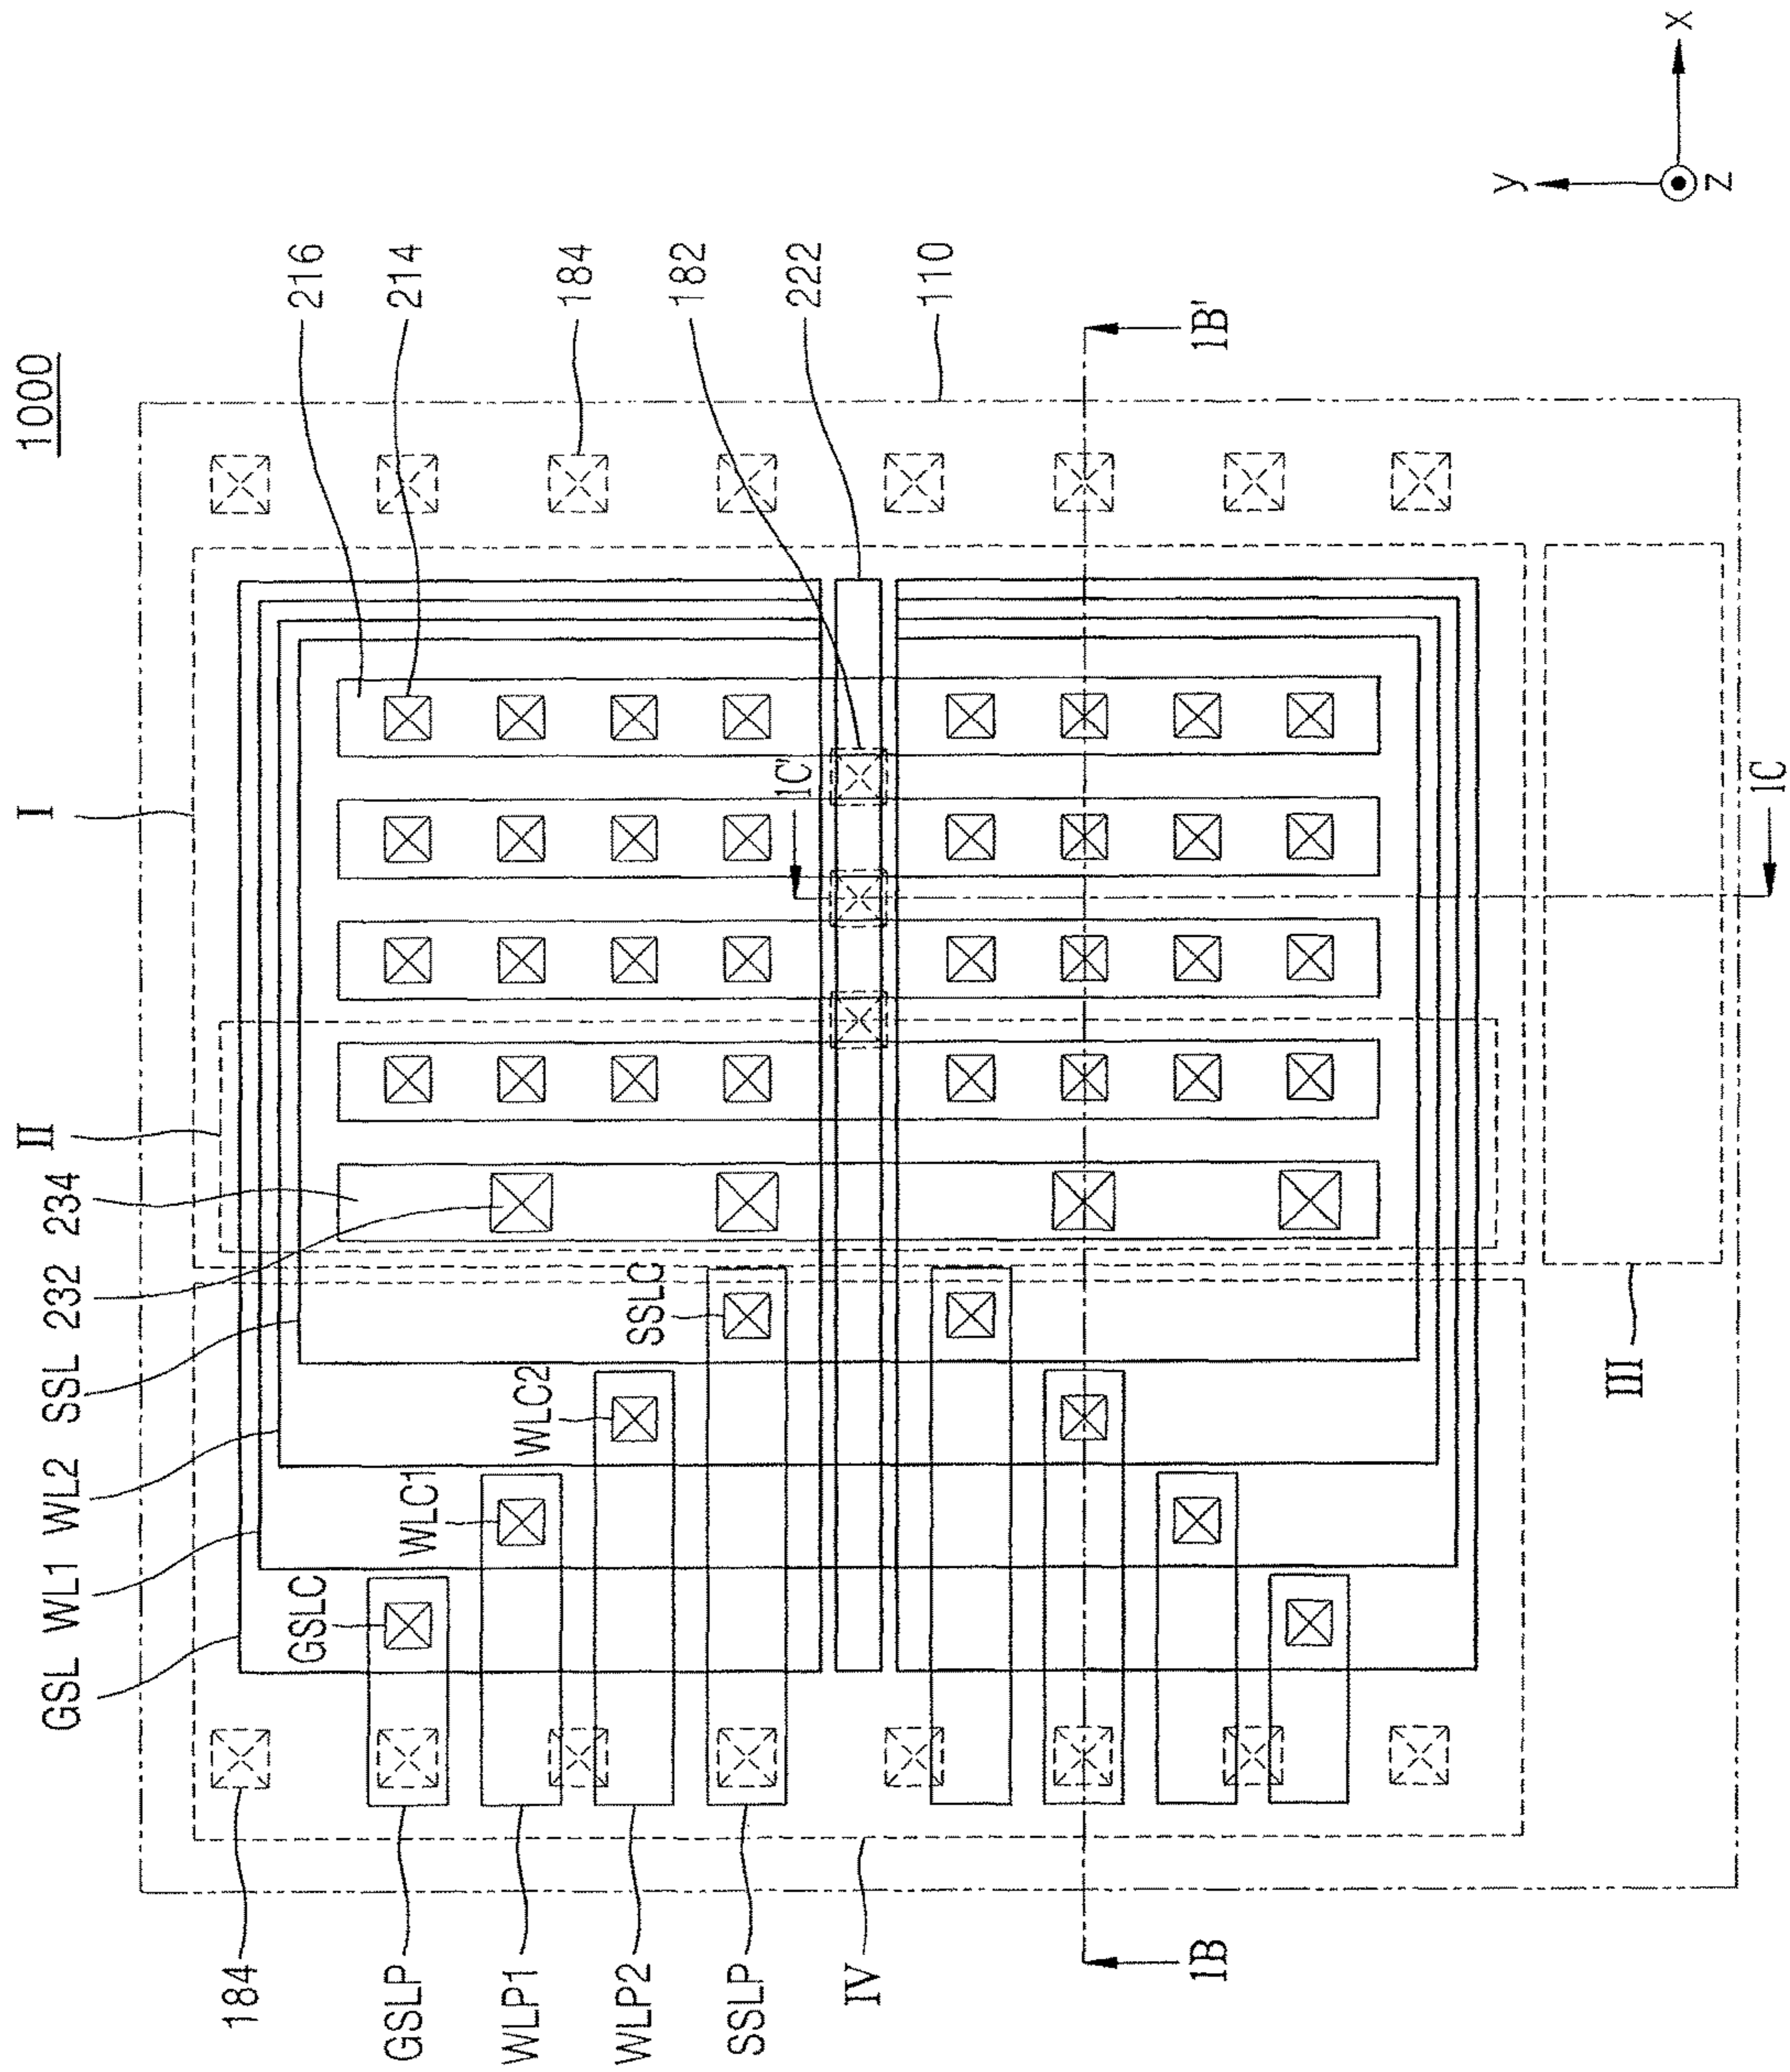 1000
I
II
216
214
184
182
222
110
1B'
GSL WL1 WL2 SSL 232 234
GSLC
WLC1
WLC2
SSLC
1C'
1C
III
184
GSLP
WLP1
WLP2
SSLP
IV
1B
y
x
z